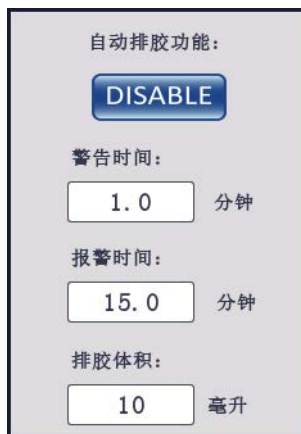 自动排胶功能:
DISABLE
警告时间:
1.0 分钟
报警时间:
15.0 分钟
排胶体积:
10 毫升